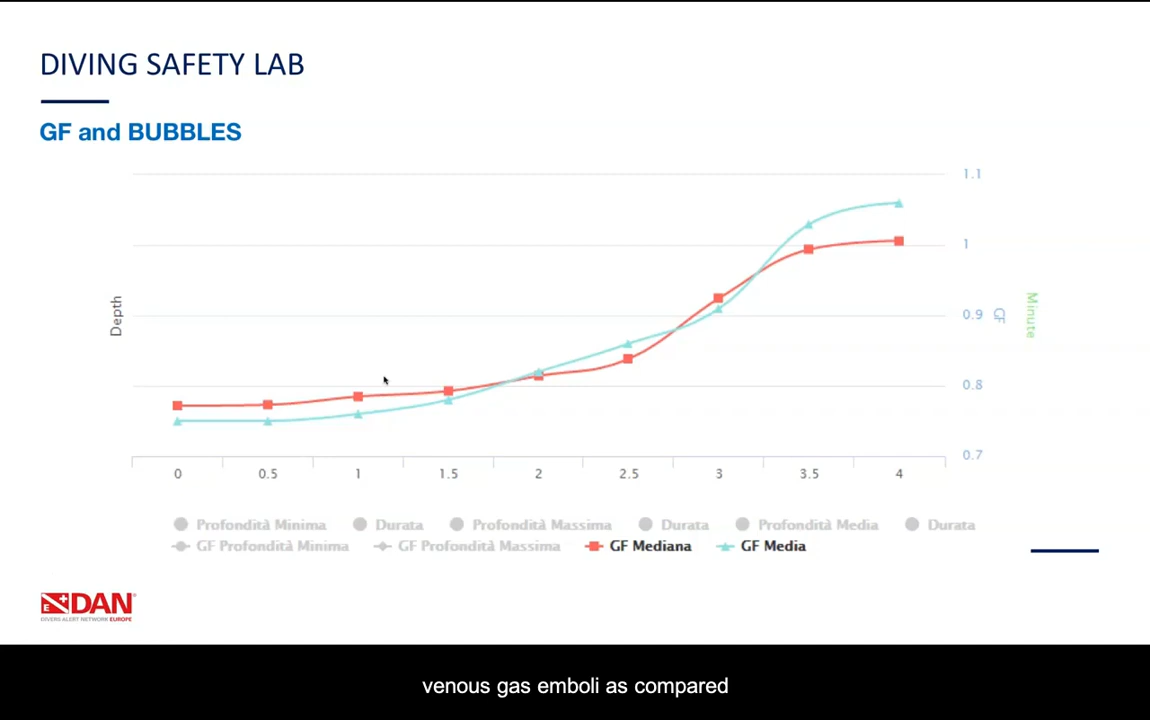 DIVING SAFETY LAB
GF and BUBBLES
1.1
1
0.9
0.8
0.7
Depth
GF
Minute
0 0.5 1 1.5 2 2.5 3 3.5 4
Profondità Minima Durata Profondità Massima Durata Profondità Media Durata
GF Profondità Minima GF Profondità Massima GF Mediana GF Media
E DAN
DIVERS ALERT NETWORK EUROPE
venous gas emboli as compared